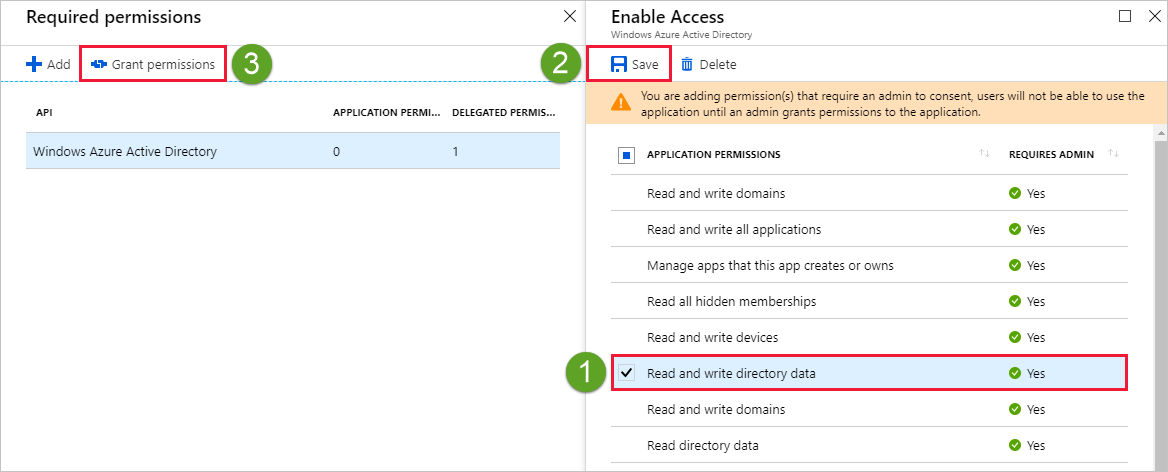 Required permissions
Add
Grant permissions
3
API
APPLICATION PERMI...
DELEGATED PERMIS...
Windows Azure Active Directory
0
1
Enable Access
Windows Azure Active Directory
2
Save
Delete
You are adding permission(s) that require an admin to consent, users will not be able to use the
application until an admin grants permissions to the application.
APPLICATION PERMISSIONS
REQUIRES ADMIN
Read and write domains
Yes
Read and write all applications
Yes
Manage apps that this app creates or owns
Yes
Read all hidden memberships
Yes
Read and write devices
Yes
1
Read and write directory data
Yes
Read and write domains
Yes
Read directory data
Yes